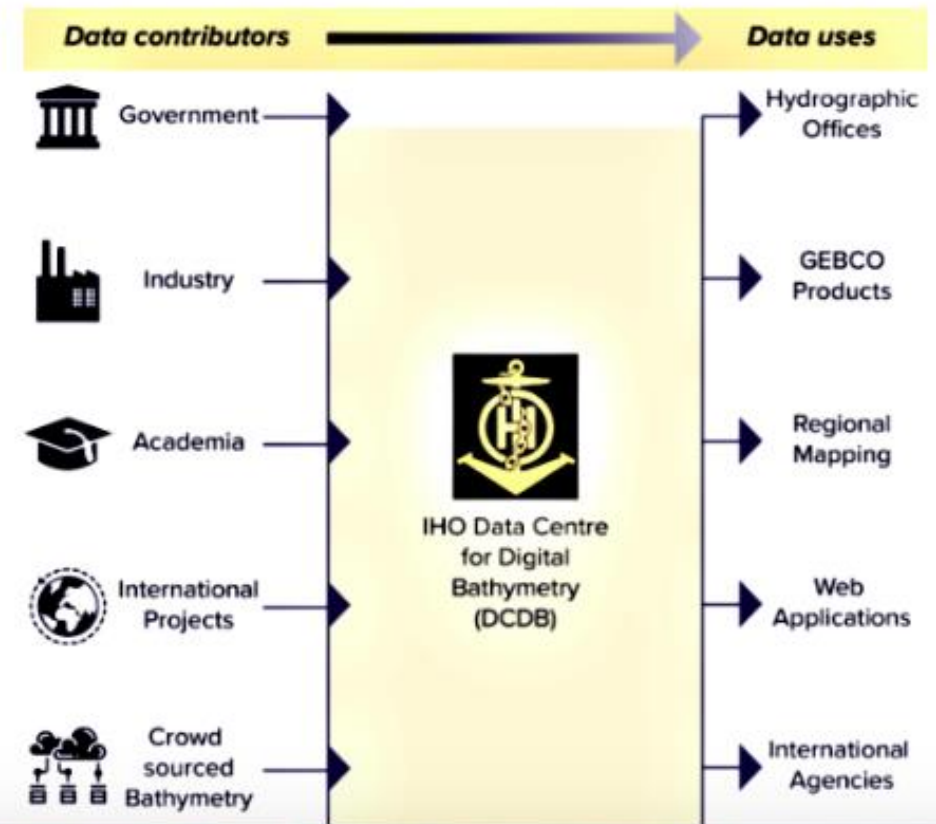 Data contributors
Data uses
Government
Hydrographic
Offices
Industry
GEBCO
Products
Academia
Regional
Mapping
IHO Data Centre
for Digital
Bathymetry
(DCDB)
International
Projects
Web
Applications
Crowd
sourced
Bathymetry
International
Agencies